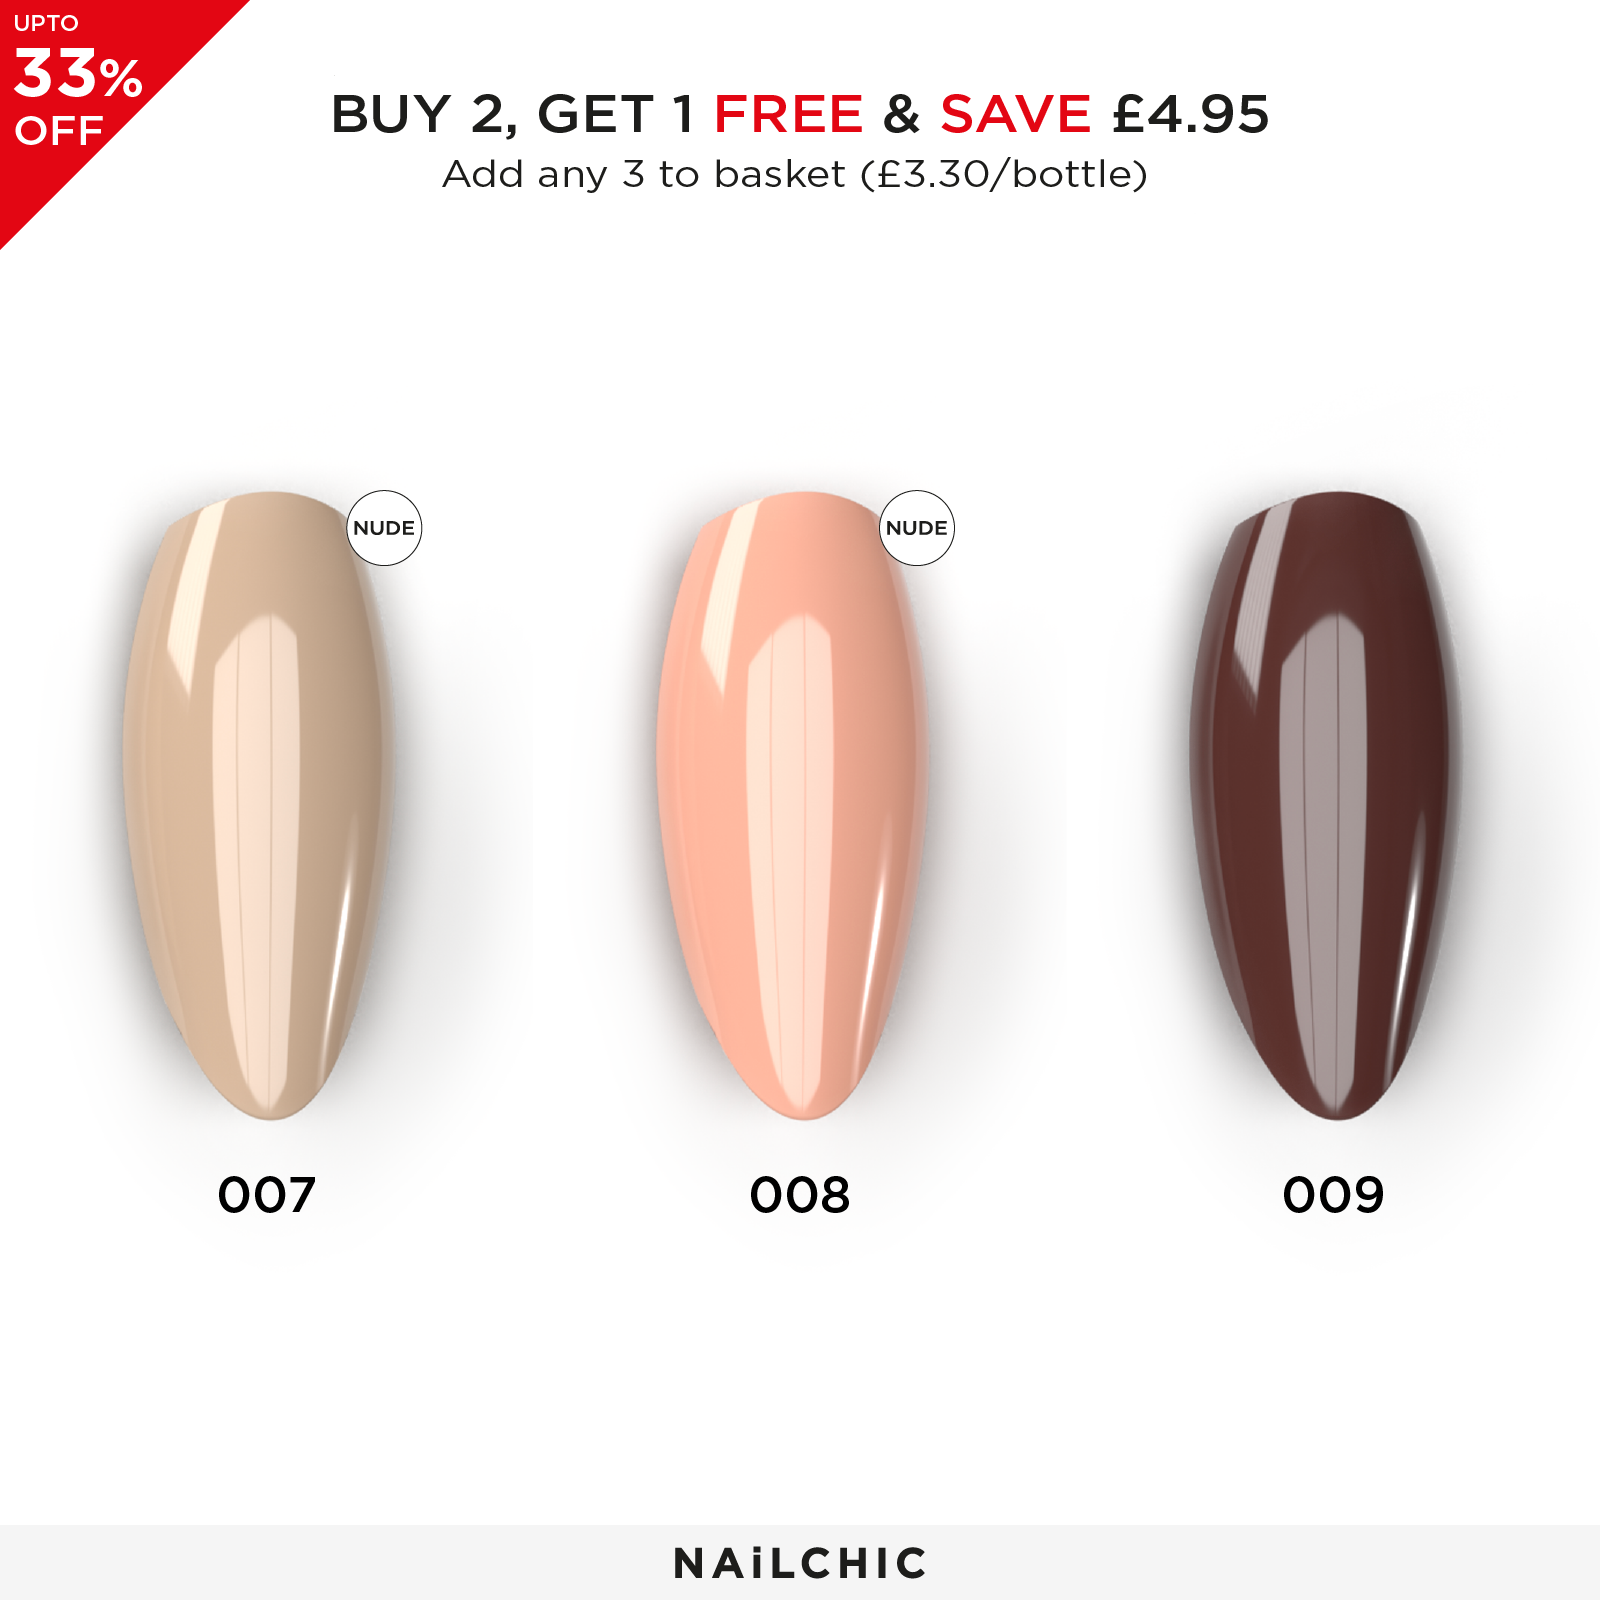 UPTO
33%
OFF
BUY 2, GET 1 FREE & SAVE £4.95
Add any 3 to basket (£3.30/bottle)
NUDE
NUDE
007
008
009
NAiLCHIC